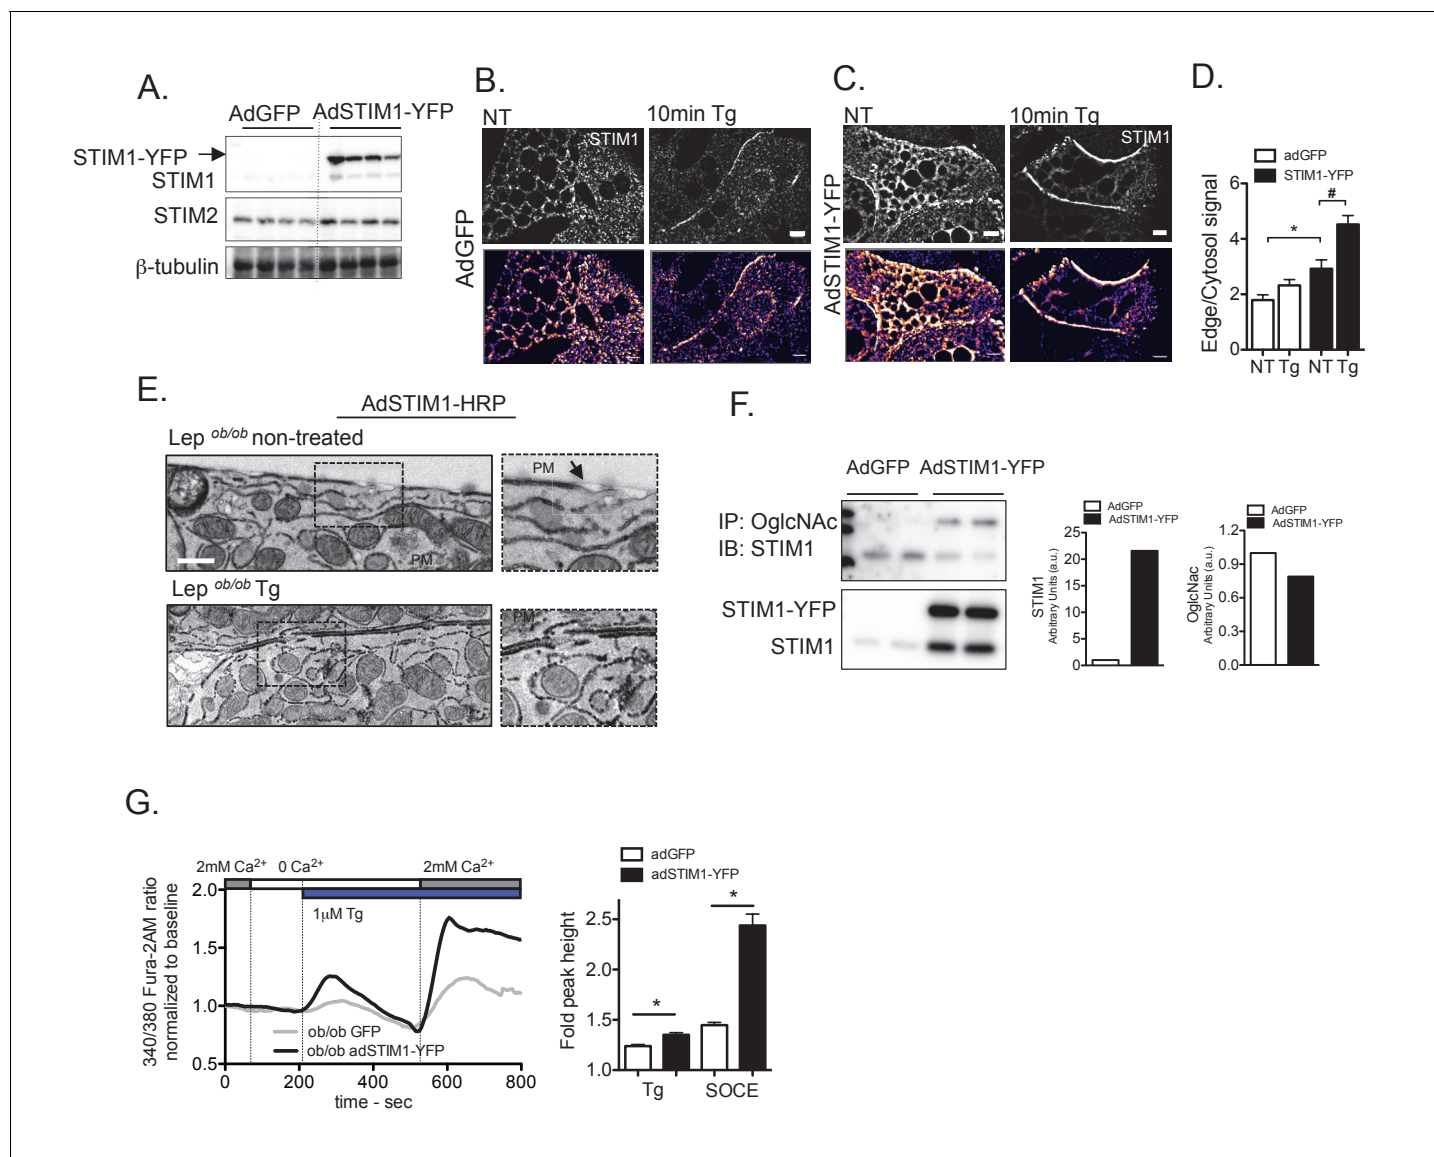 A.
AdGFP
AdSTIM1-YFP
STIM1-YFP
STIM1
STIM2
β-tubulin
B.
NT
10min Tg
STIM1
AdGFP
C.
NT
10min Tg
STIM1
AdSTIM1-YFP
D.
adGFP
STIM1-YFP
Edge/Cytosol signal
6
4
2
0
*
#
NT Tg NT Tg
E.
AdSTIM1-HRP
Lep ob/ob non-treated
PM
PM
Lep ob/ob Tg
PM
F.
AdGFP AdSTIM1-YFP
IP: OglcNAc
IB: STIM1
STIM1-YFP
STIM1
AdGFP
AdSTIM1-YFP
STIM1
Arbitrary Units (a.u.)
25
20
15
10
5
0
AdGFP
AdSTIM1-YFP
OglcNac
Arbitrary Units (a.u.)
1.2
0.9
0.6
0.3
0.0
G.
2mM Ca2+ 0 Ca2+ 2mM Ca2+
1μM Tg
340/380 Fura-2AM ratio
normalized to baseline
2.0
1.5
1.0
0.5
ob/ob GFP
ob/ob adSTIM1-YFP
0 200 400 600 800
time - sec
adGFP
adSTIM1-YFP
Fold peak height
2.5
2.0
1.5
1.0
*
*
Tg SOCE